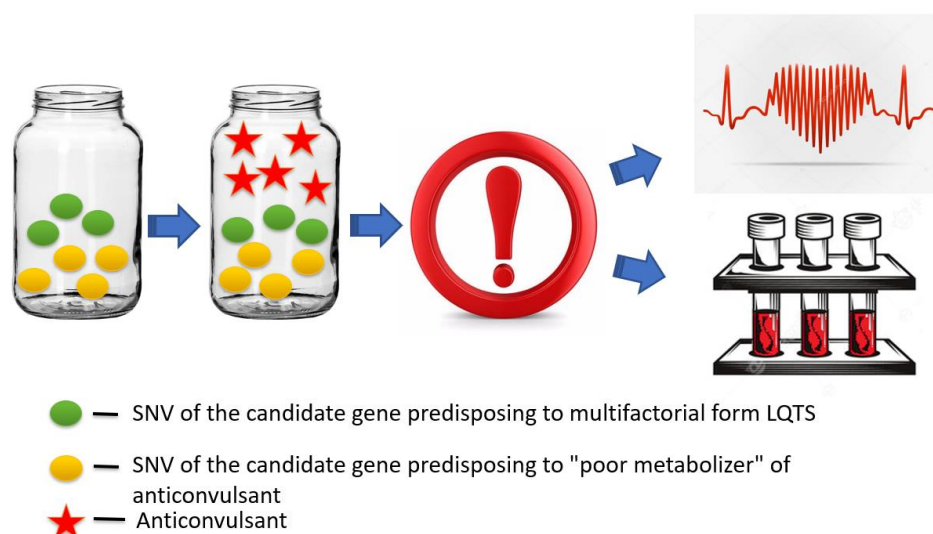 SNV of the candidate gene predisposing to multifactorial form LQTS
SNV of the candidate gene predisposing to "poor metabolizer" of
anticonvulsant
Anticonvulsant